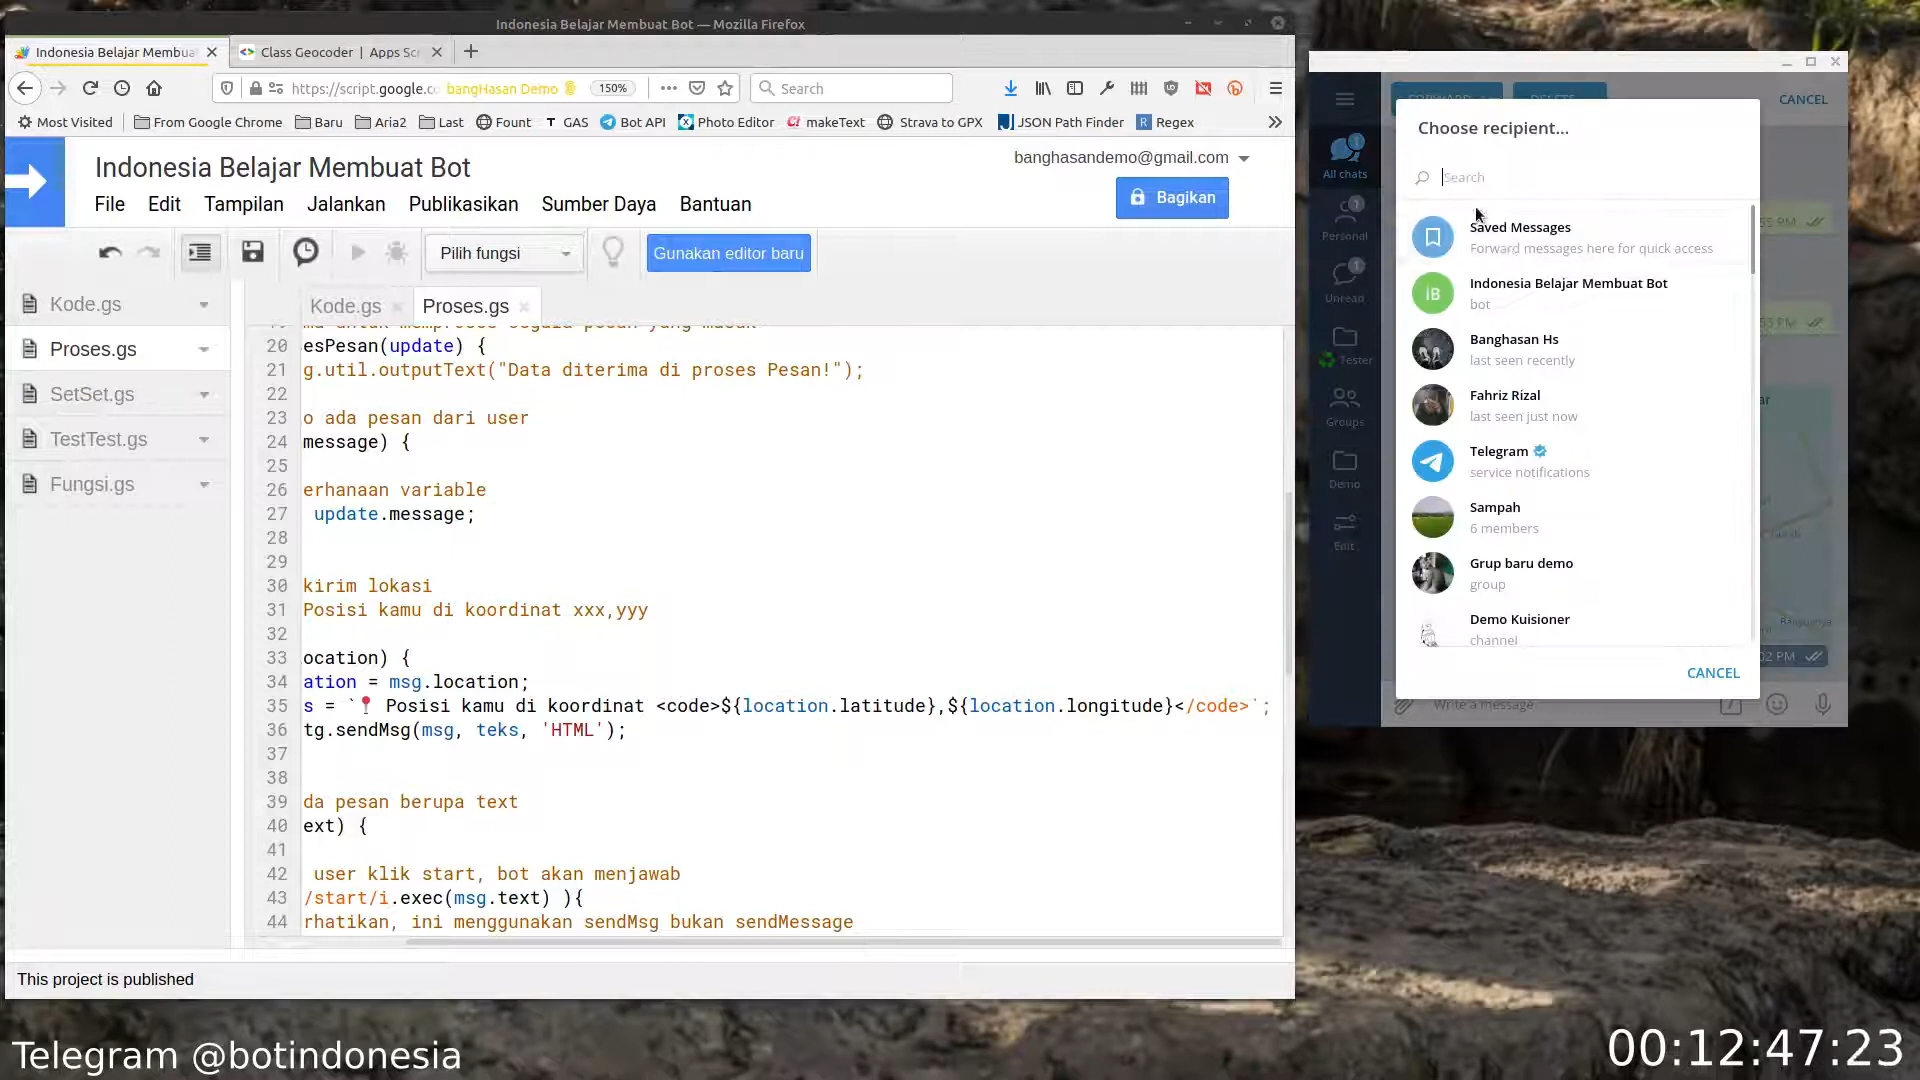 Indonesia Belajar Membuat Bot — Mozilla Firefox
Indonesia Belajar Membua
Class Geocoder | Apps Sc
https://script.google.c
bangHasan Demo
150%
Search
Most Visited
From Google Chrome
Baru
Aria2
Last
Fount
GAS
Bot API
Photo Editor
makeText
Strava to GPX
JSON Path Finder
Regex
Indonesia Belajar Membuat Bot
banghasandemo@gmail.com
File Edit Tampilan Jalankan Publikasikan Sumber Daya Bantuan
Bagikan
Pilih fungsi
Gunakan editor baru
Kode.gs
Proses.gs
SetSet.gs
TestTest.gs
Fungsi.gs
Kode.gs
Proses.gs
20 esPesan(update) {
21 g.util.outputText("Data diterima di proses Pesan!");
22
23 o ada pesan dari user
24 message) {
25
26 erhanaan variable
27 update.message;
28
29
30 kirim lokasi
31 Posisi kamu di koordinat xxx,yyy
32
33 ocation) {
34 ation = msg.location;
35 s = `📍 Posisi kamu di koordinat <code>${location.latitude},${location.longitude}</code>`;
36 tg.sendMsg(msg, teks, 'HTML');
37
38
39 da pesan berupa text
40 ext) {
41
42 user klik start, bot akan menjawab
43 /start/i.exec(msg.text) ){
44 rhatikan, ini menggunakan sendMsg bukan sendMessage
This project is published
All chats
1
Personal
1
Unread
1
Tester
Groups
Demo
Edit
CANCEL
Choose recipient...
Search
Saved Messages
Forward messages here for quick access
Indonesia Belajar Membuat Bot
IB
bot
Banghasan Hs
last seen recently
Fahriz Rizal
last seen just now
Telegram
service notifications
Sampah
6 members
Grup baru demo
group
Demo Kuisioner
channel
CANCEL
Write a message
Telegram @botindonesia
00:12:47:23